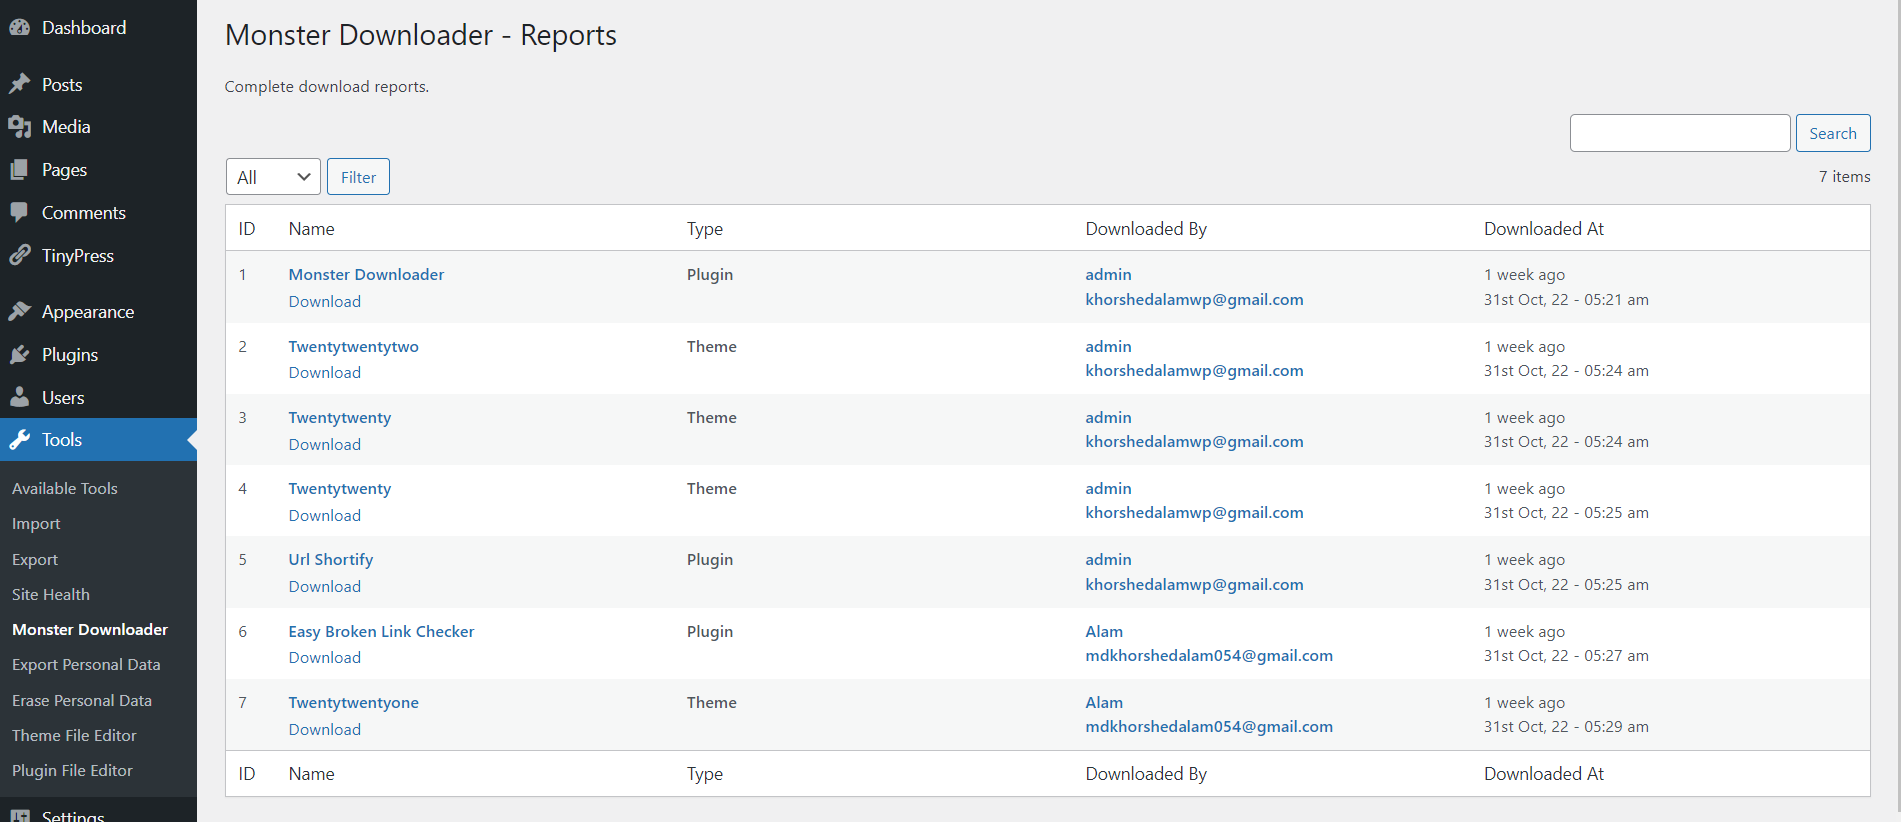 Dashboard
Posts
Media
Pages
Comments
TinyPress
Appearance
Plugins
Users
Tools
Available Tools
Import
Export
Site Health
Monster Downloader
Export Personal Data
Erase Personal Data
Theme File Editor
Plugin File Editor
Settings
Monster Downloader - Reports
Complete download reports.
Search
All Filter 7 items
ID Name Type Downloaded By Downloaded At
1 Monster Downloader Plugin admin 1 week ago
Download khorshedalamwp@gmail.com 31st Oct, 22 - 05:21 am
2 Twentytwentytwo Theme admin 1 week ago
Download khorshedalamwp@gmail.com 31st Oct, 22 - 05:24 am
3 Twentytwenty Theme admin 1 week ago
Download khorshedalamwp@gmail.com 31st Oct, 22 - 05:24 am
4 Twentytwenty Theme admin 1 week ago
Download khorshedalamwp@gmail.com 31st Oct, 22 - 05:25 am
5 Url Shortify Plugin admin 1 week ago
Download khorshedalamwp@gmail.com 31st Oct, 22 - 05:25 am
6 Easy Broken Link Checker Plugin Alam 1 week ago
Download mdkhorshedalam054@gmail.com 31st Oct, 22 - 05:27 am
7 Twentytwentyone Theme Alam 1 week ago
Download mdkhorshedalam054@gmail.com 31st Oct, 22 - 05:29 am
ID Name Type Downloaded By Downloaded At